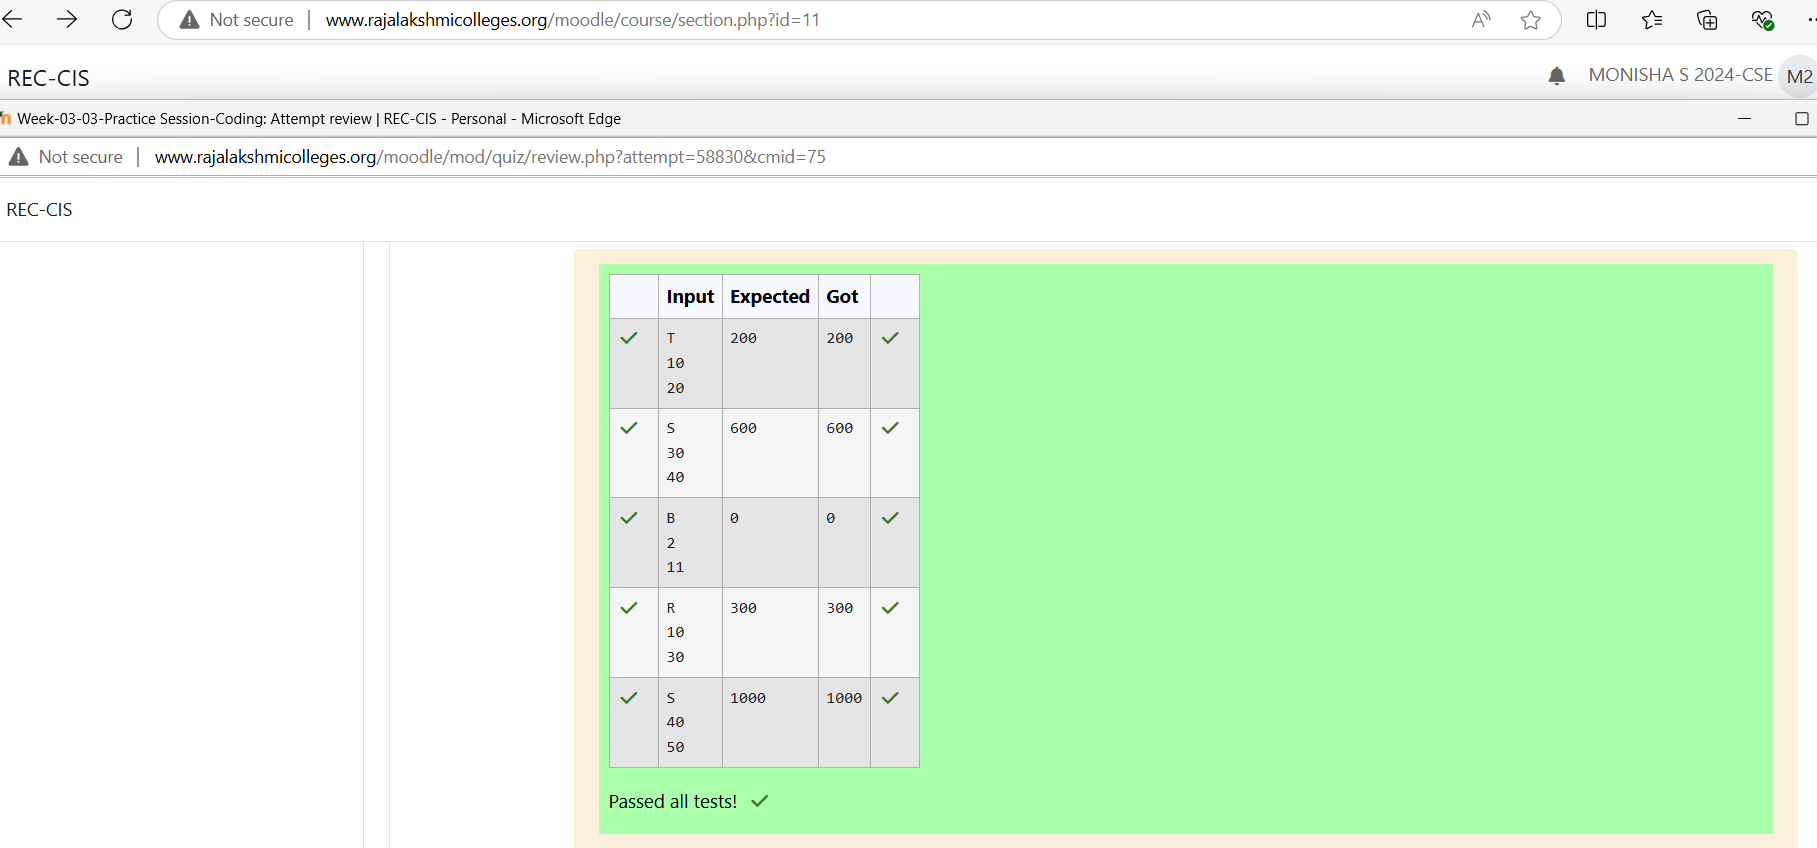 Not secure | www.rajalakshmicolleges.org/moodle/course/section.php?id=11
REC-CIS
MONISHA S 2024-CSE M2
Week-03-03-Practice Session-Coding: Attempt review | REC-CIS - Personal - Microsoft Edge
Not secure | www.rajalakshmicolleges.org/moodle/mod/quiz/review.php?attempt=58830&cmid=75
REC-CIS
Input Expected Got
T 200 200
10
20
S 600 600
30
40
B 0 0
2
11
R 300 300
10
30
S 1000 1000
40
50
Passed all tests!